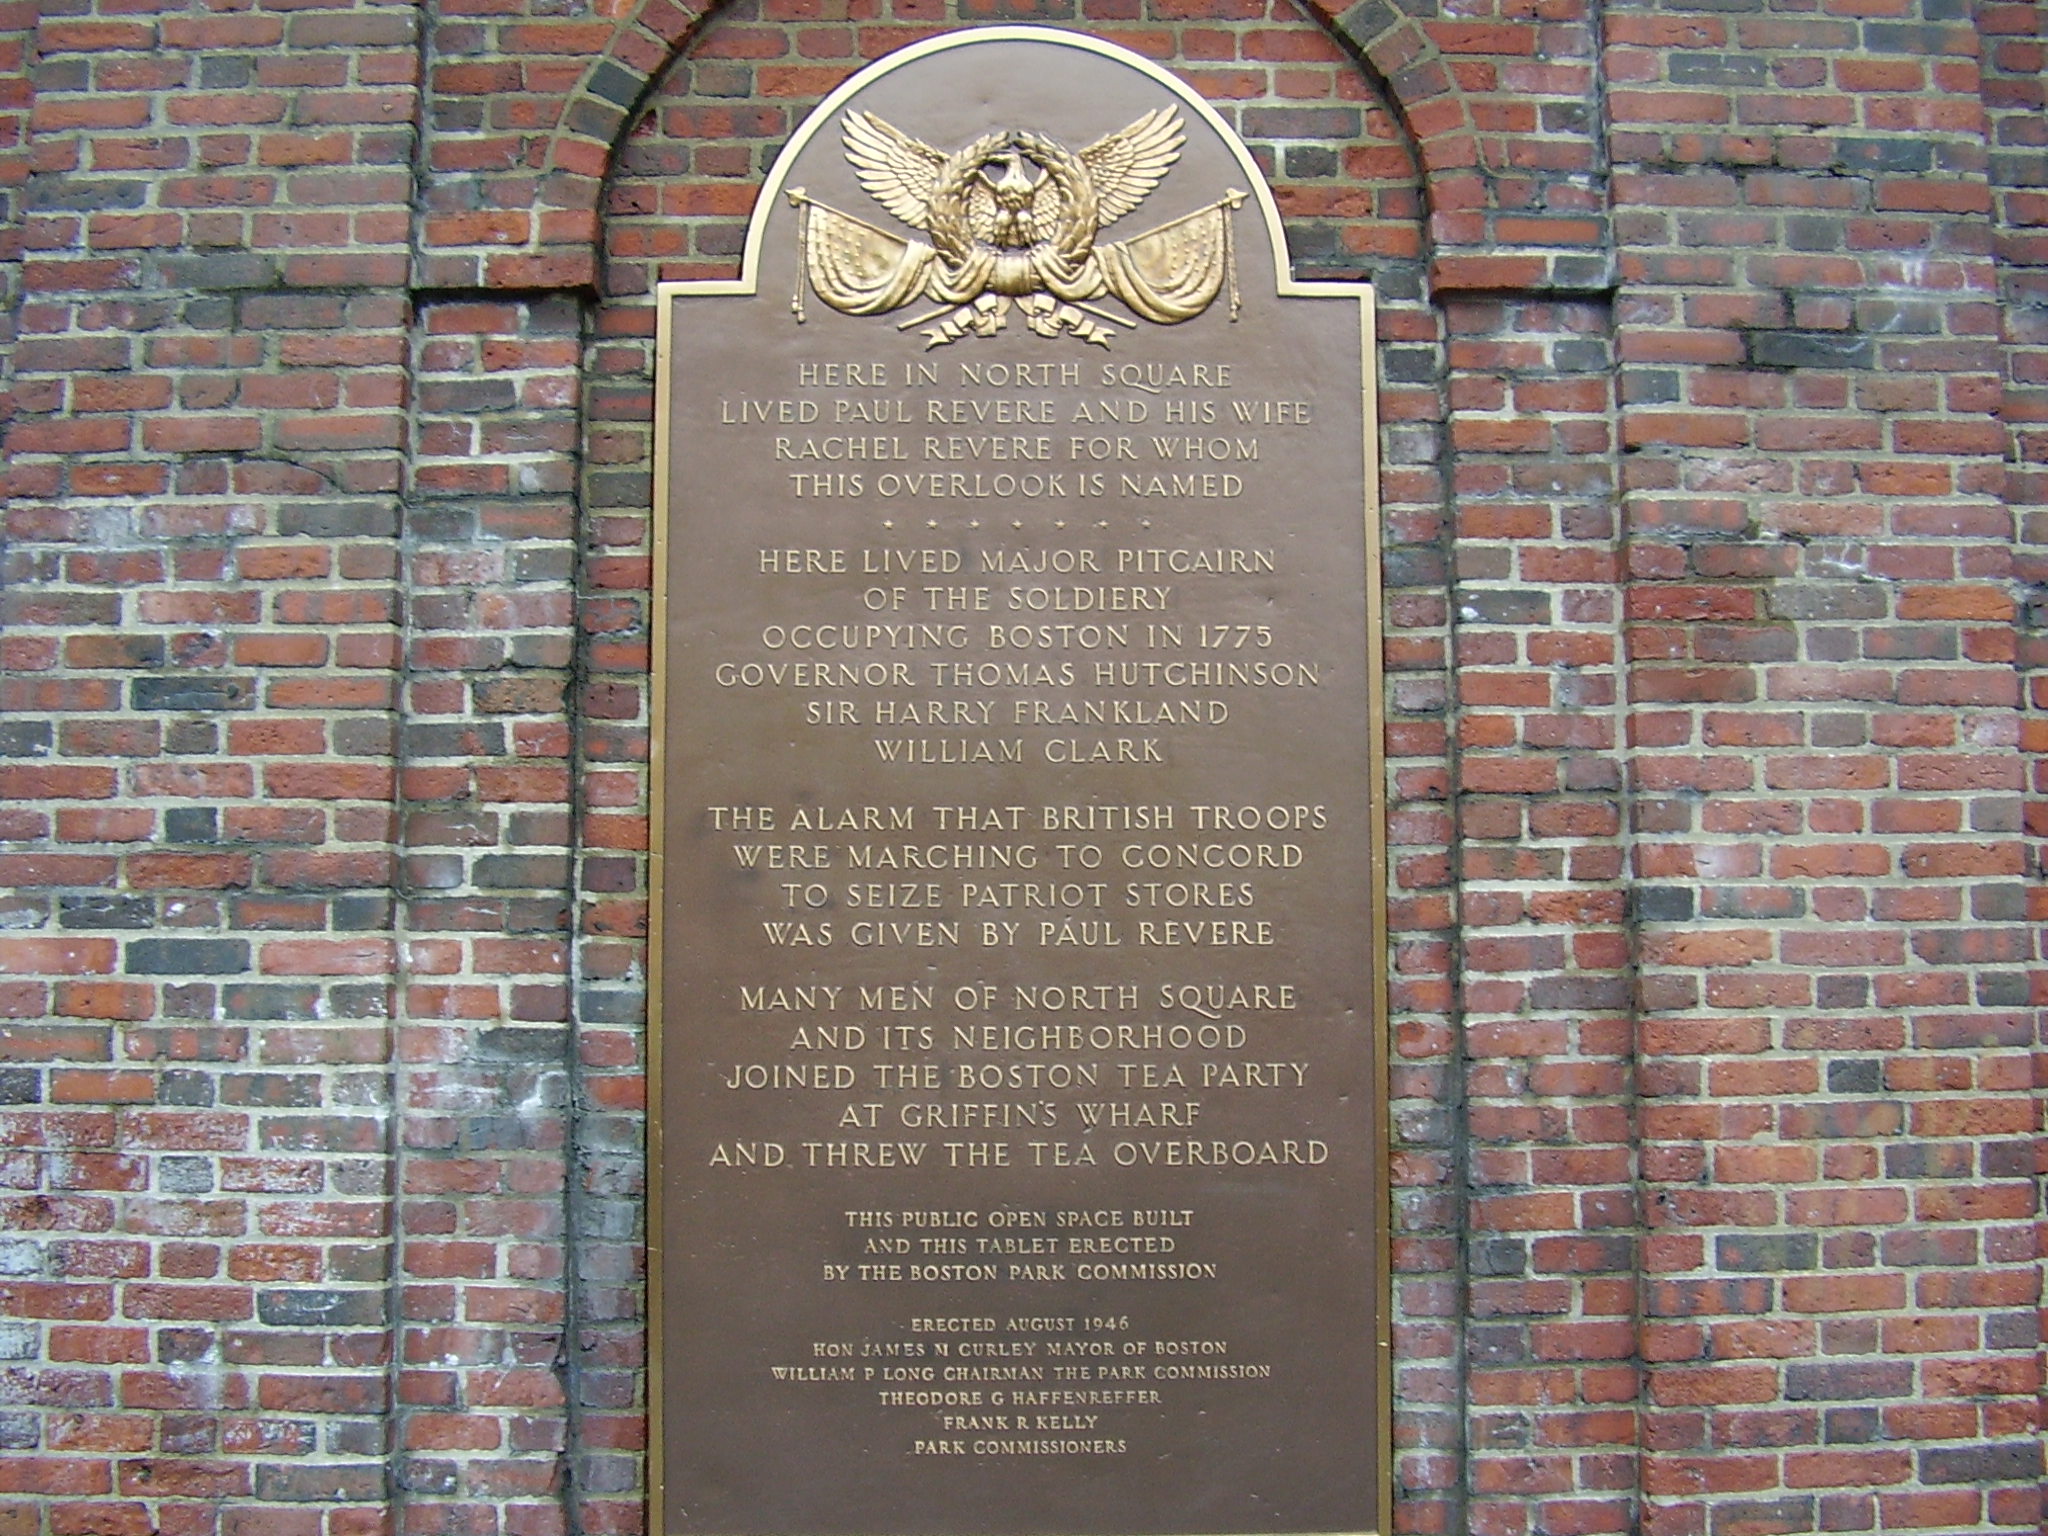 HERE IN NORTH SQUARE
LIVED PAUL REVERE AND HIS WIFE
RACHEL REVERE FOR WHOM
THIS OVERLOOK IS NAMED
HERE LIVED MAJOR PITCAIRN
OF THE SOLDIERY
OCCUPYING BOSTON IN 1775
GOVERNOR THOMAS HUTCHINSON
SIR HARRY FRANKLAND
WILLIAM CLARK
THE ALARM THAT BRITISH TROOPS
WERE MARCHING TO CONCORD
TO SEIZE PATRIOT STORES
WAS GIVEN BY PAUL REVERE
MANY MEN OF NORTH SQUARE
AND ITS NEIGHBORHOOD
JOINED THE BOSTON TEA PARTY
AT GRIFFIN'S WHARF
AND THREW THE TEA OVERBOARD
THIS PUBLIC OPEN SPACE BUILT
AND THIS TABLET ERECTED
BY THE BOSTON PARK COMMISSION
ERECTED AUGUST 1946
HON JAMES M CURLEY MAYOR OF BOSTON
WILLIAM P LONG CHAIRMAN THE PARK COMMISSION
THEODORE G HAFFENREFFER
FRANK R KELLY
PARK COMMISSIONERS